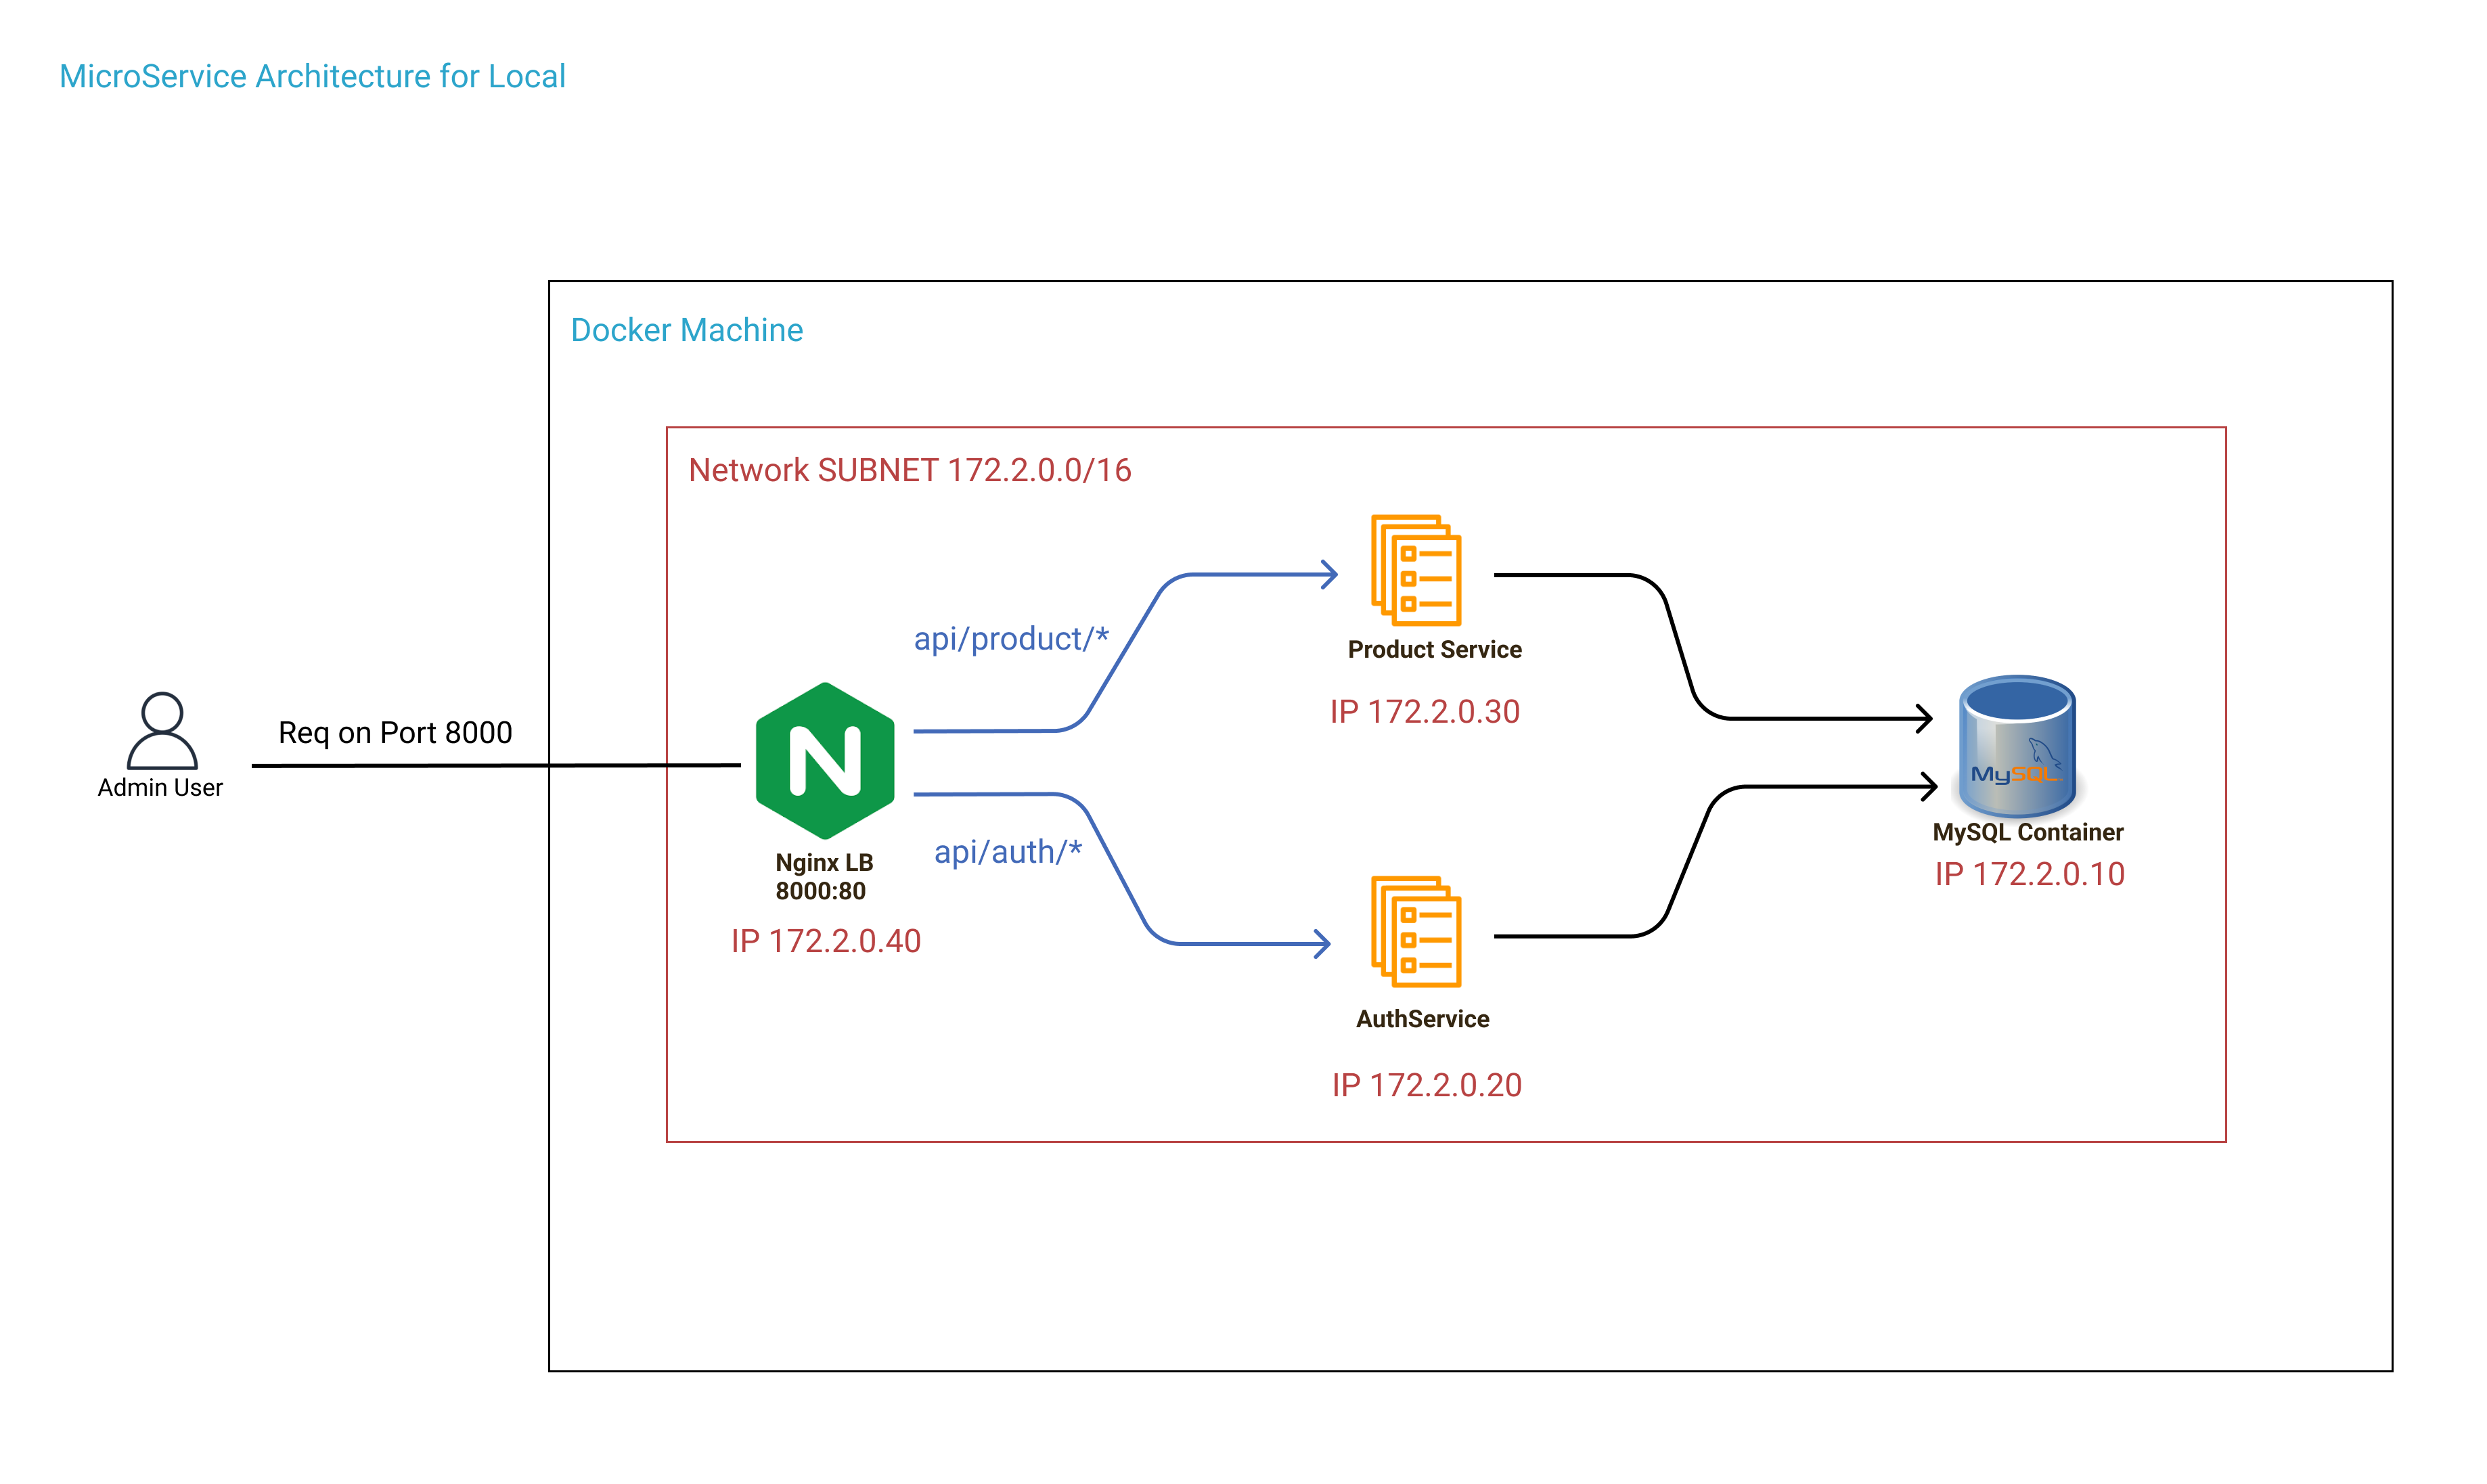 MicroService Architecture for Local
Docker Machine
Network SUBNET 172.2.0.0/16
api/product/*
Product Service
IP 172.2.0.30
Req on Port 8000
Admin User
MySQL
MySQL Container
IP 172.2.0.10
Nginx LB
8000:80
IP 172.2.0.40
api/auth/*
AuthService
IP 172.2.0.20